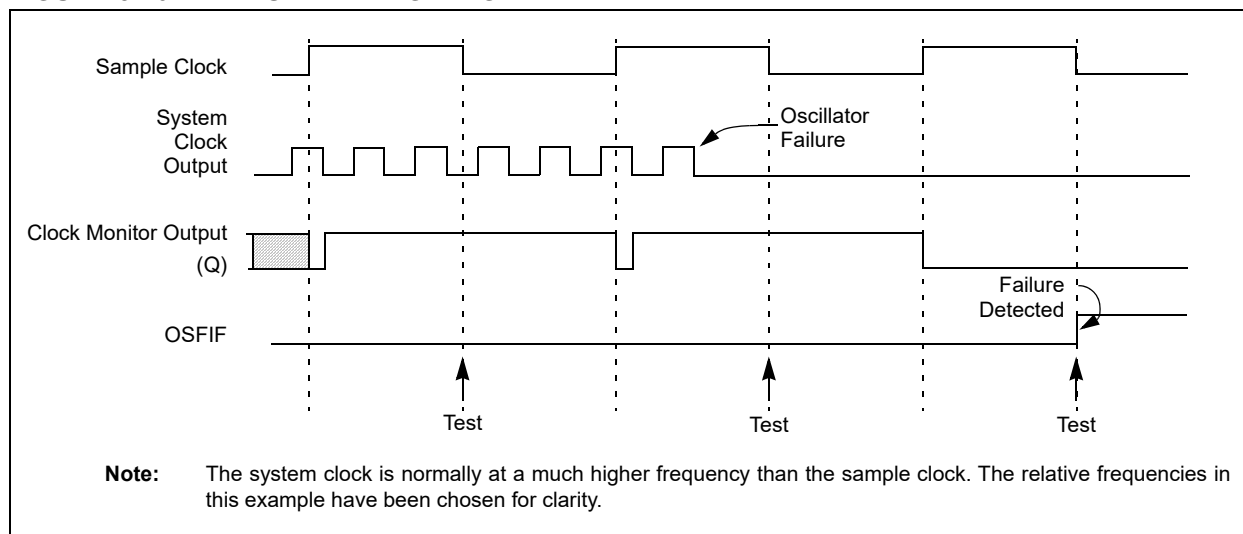 Sample Clock
System
Clock
Output
Oscillator
Failure
Clock Monitor Output
(Q)
Failure
Detected
OSFIF
Test
Test
Test
Note: The system clock is normally at a much higher frequency than the sample clock. The relative frequencies in
this example have been chosen for clarity.